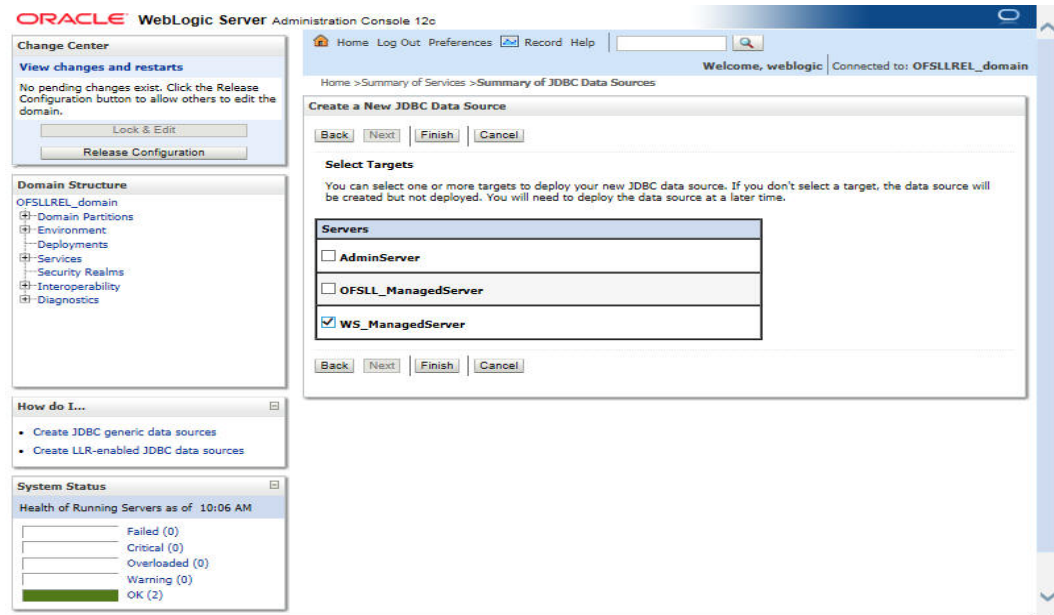 ORACLE WebLogic Server Administration Console 12c
Change Center
View changes and restarts
No pending changes exist. Click the Release
Configuration button to allow others to edit the
domain.
Lock & Edit
Release Configuration
Domain Structure
OFSLLREL_domain
Domain Partitions
Environment
Deployments
Services
Security Realms
Interoperability
Diagnostics
How do I...
Create JDBC generic data sources
Create LLR-enabled JDBC data sources
System Status
Health of Running Servers as of 10:06 AM
Failed (0)
Critical (0)
Overloaded (0)
Warning (0)
OK (2)
Home Log Out Preferences Record Help
Welcome, weblogic Connected to: OFSLLREL_domain
Home >Summary of Services >Summary of JDBC Data Sources
Create a New JDBC Data Source
Back Next Finish Cancel
Select Targets
You can select one or more targets to deploy your new JDBC data source. If you don't select a target, the data source will
be created but not deployed. You will need to deploy the data source at a later time.
Servers
AdminServer
OFSLL_ManagedServer
WS_ManagedServer
Back Next Finish Cancel